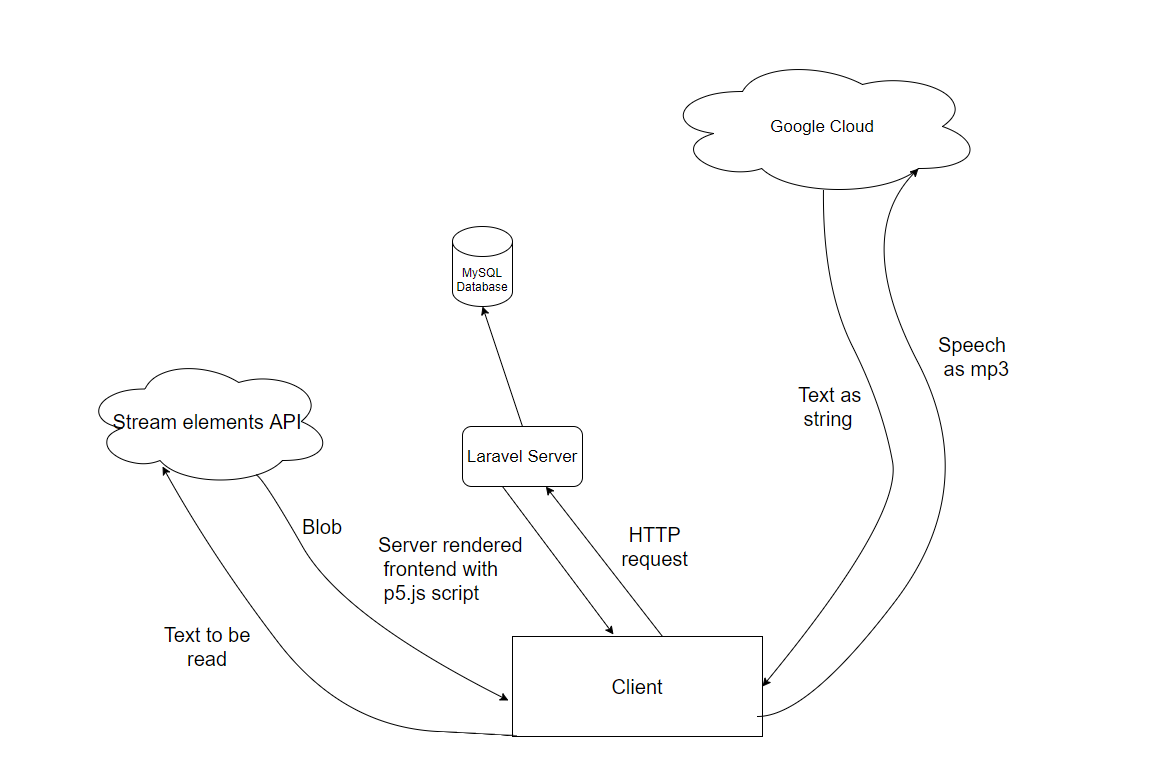 Google Cloud
MySQL
Database
Speech
as mp3
Text as
string
Stream elements API
Laravel Server
Blob
Server rendered
frontend with
p5.js script
HTTP
request
Text to be
read
Client